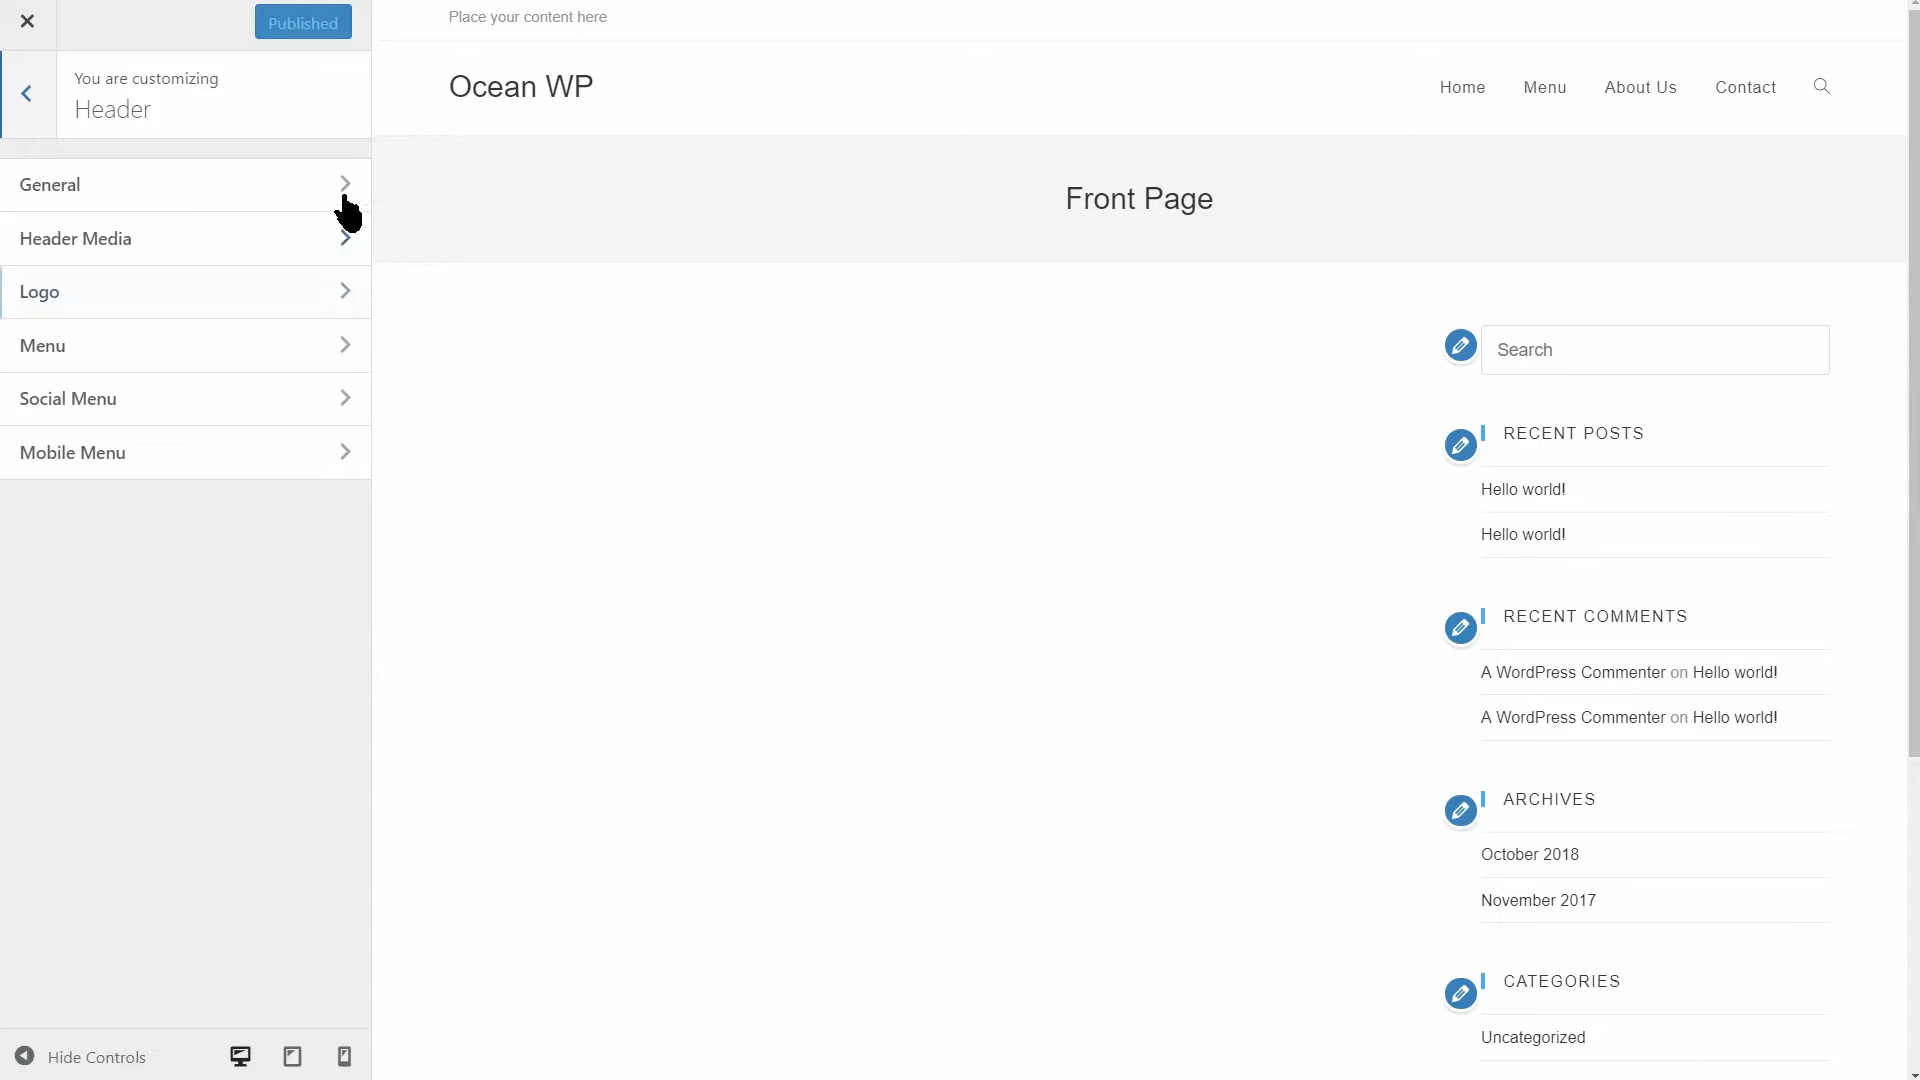 Published
You are customizing
Header
General
Header Media
Logo
Menu
Social Menu
Mobile Menu
Hide Controls
Place your content here
Ocean WP
Home Menu About Us Contact
Front Page
Search
RECENT POSTS
Hello world!
Hello world!
RECENT COMMENTS
A WordPress Commenter on Hello world!
A WordPress Commenter on Hello world!
ARCHIVES
October 2018
November 2017
CATEGORIES
Uncategorized